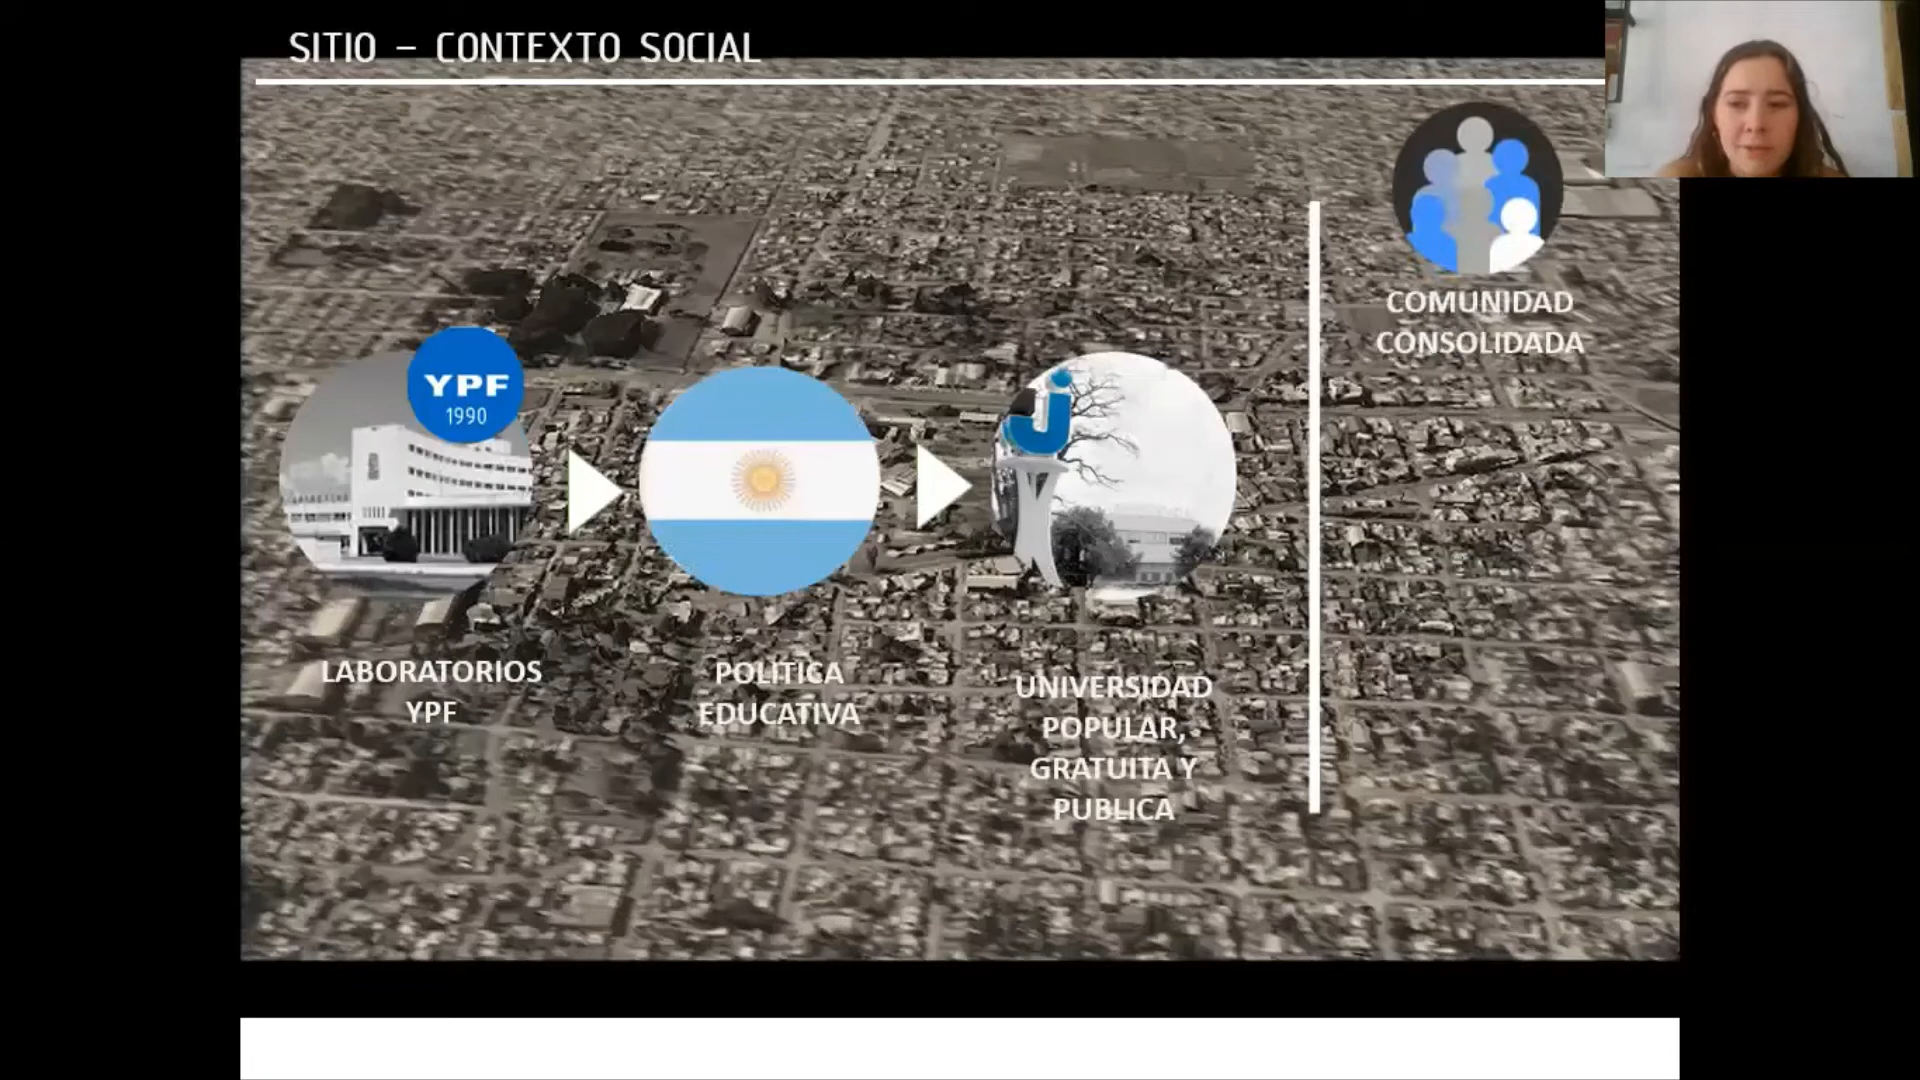 SITIO – CONTEXTO SOCIAL
COMUNIDAD
CONSOLIDADA
YPF
1990
LABORATORIOS
YPF
POLITICA
EDUCATIVA
UNIVERSIDAD
POPULAR,
GRATUITA Y
PUBLICA